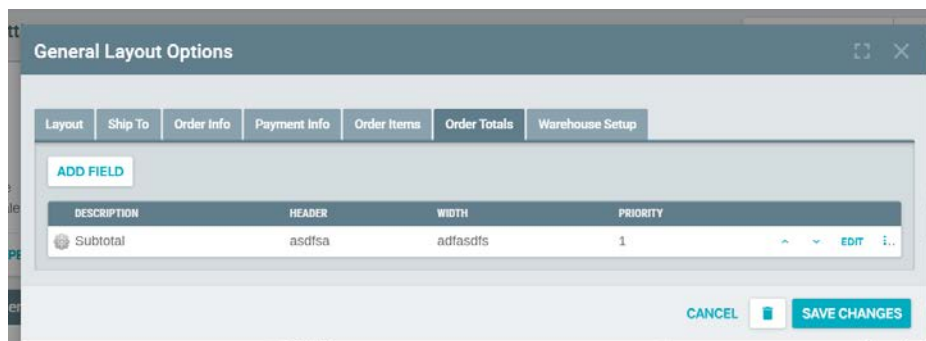 tt
General Layout Options
Layout Ship To Order Info Payment Info Order Items Order Totals Warehouse Setup
ADD FIELD
DESCRIPTION HEADER WIDTH PRIORITY
Subtotal asdfsa adfasdfs 1 EDIT
CANCEL SAVE CHANGES